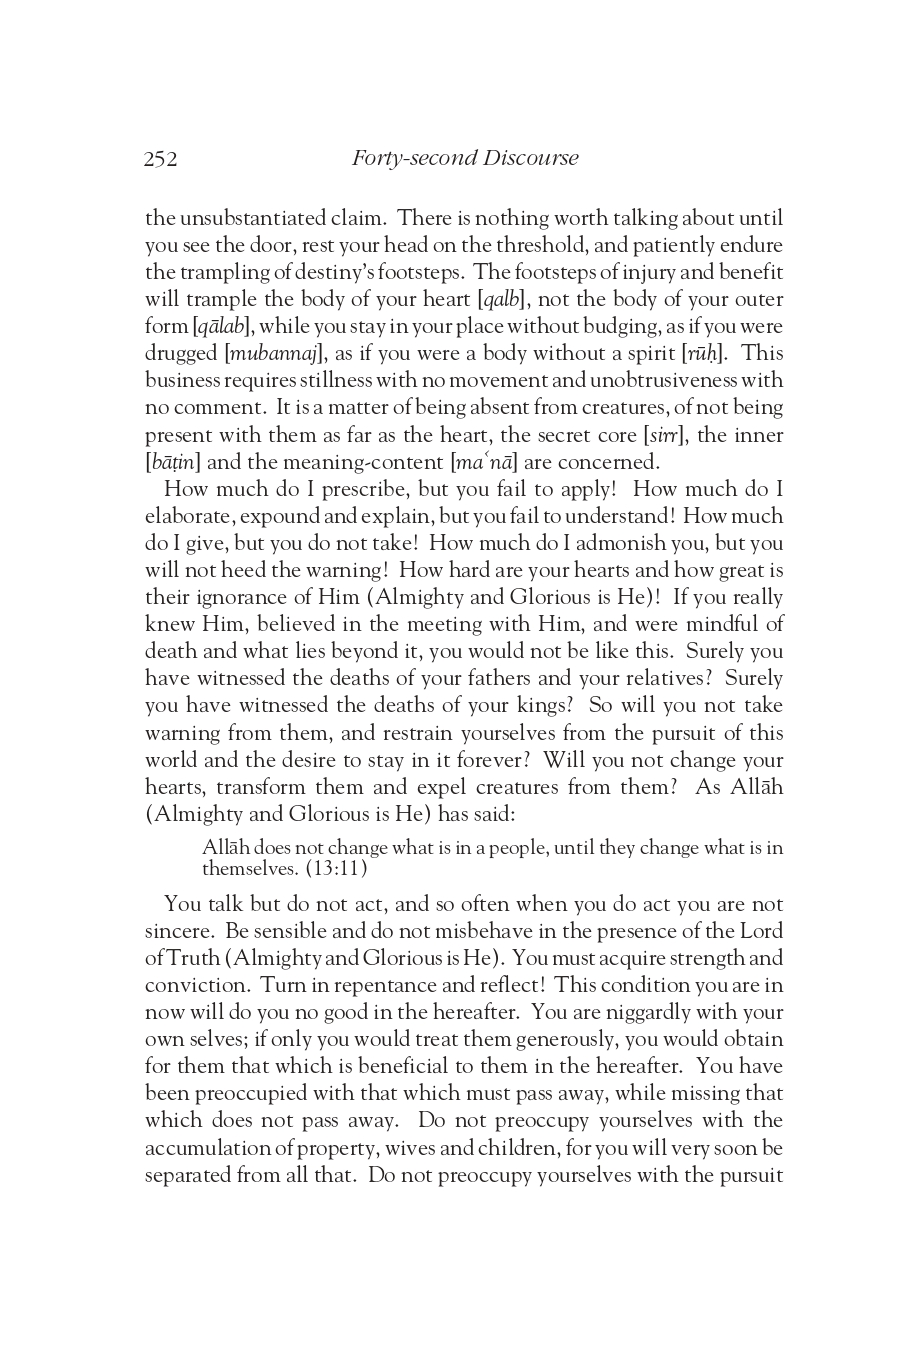 252 Forty-second Discourse
the unsubstantiated claim. There is nothing worth talking about until
you see the door, rest your head on the threshold, and patiently endure
the trampling of destiny's footsteps. The footsteps of injury and benefit
will trample the body of your heart [qalb], not the body of your outer
form [qālab], while you stay in your place without budging, as if you were
drugged [mubannaj], as if you were a body without a spirit [rūḥ]. This
business requires stillness with no movement and unobtrusiveness with
no comment. It is a matter of being absent from creatures, of not being
present with them as far as the heart, the secret core [sirr], the inner
[bāṭin] and the meaning-content [maʿnā] are concerned.
How much do I prescribe, but you fail to apply! How much do I
elaborate, expound and explain, but you fail to understand! How much
do I give, but you do not take! How much do I admonish you, but you
will not heed the warning! How hard are your hearts and how great is
their ignorance of Him (Almighty and Glorious is He)! If you really
knew Him, believed in the meeting with Him, and were mindful of
death and what lies beyond it, you would not be like this. Surely you
have witnessed the deaths of your fathers and your relatives? Surely
you have witnessed the deaths of your kings? So will you not take
warning from them, and restrain yourselves from the pursuit of this
world and the desire to stay in it forever? Will you not change your
hearts, transform them and expel creatures from them? As Allāh
(Almighty and Glorious is He) has said:
Allāh does not change what is in a people, until they change what is in
themselves. (13:11)
You talk but do not act, and so often when you do act you are not
sincere. Be sensible and do not misbehave in the presence of the Lord
of Truth (Almighty and Glorious is He). You must acquire strength and
conviction. Turn in repentance and reflect! This condition you are in
now will do you no good in the hereafter. You are niggardly with your
own selves; if only you would treat them generously, you would obtain
for them that which is beneficial to them in the hereafter. You have
been preoccupied with that which must pass away, while missing that
which does not pass away. Do not preoccupy yourselves with the
accumulation of property, wives and children, for you will very soon be
separated from all that. Do not preoccupy yourselves with the pursuit